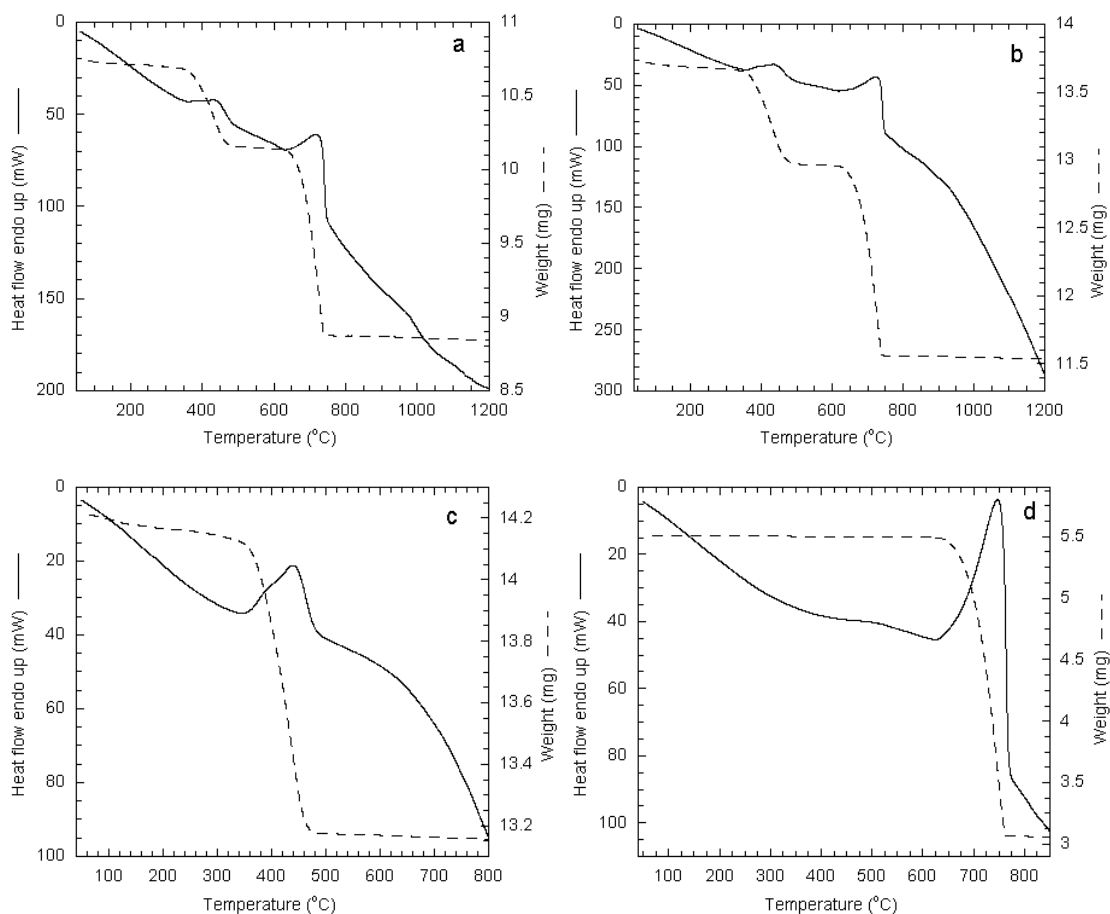 a
0
50
100
150
200
11
10.5
10
9.5
9
8.5
200 400 600 800 1000 1200
Temperature (°C)
Heat flow endo up (mW)
Weight (mg)
b
0
50
100
150
200
250
300
14
13.5
13
12.5
12
11.5
200 400 600 800 1000 1200
Temperature (°C)
Heat flow endo up (mW)
Weight (mg)
c
0
20
40
60
80
100
14.2
14
13.8
13.6
13.4
13.2
100 200 300 400 500 600 700 800
Temperature (°C)
Heat flow endo up (mW)
Weight (mg)
d
0
20
40
60
80
100
5.5
5
4.5
4
3.5
3
100 200 300 400 500 600 700 800
Temperature (°C)
Heat flow endo up (mW)
Weight (mg)